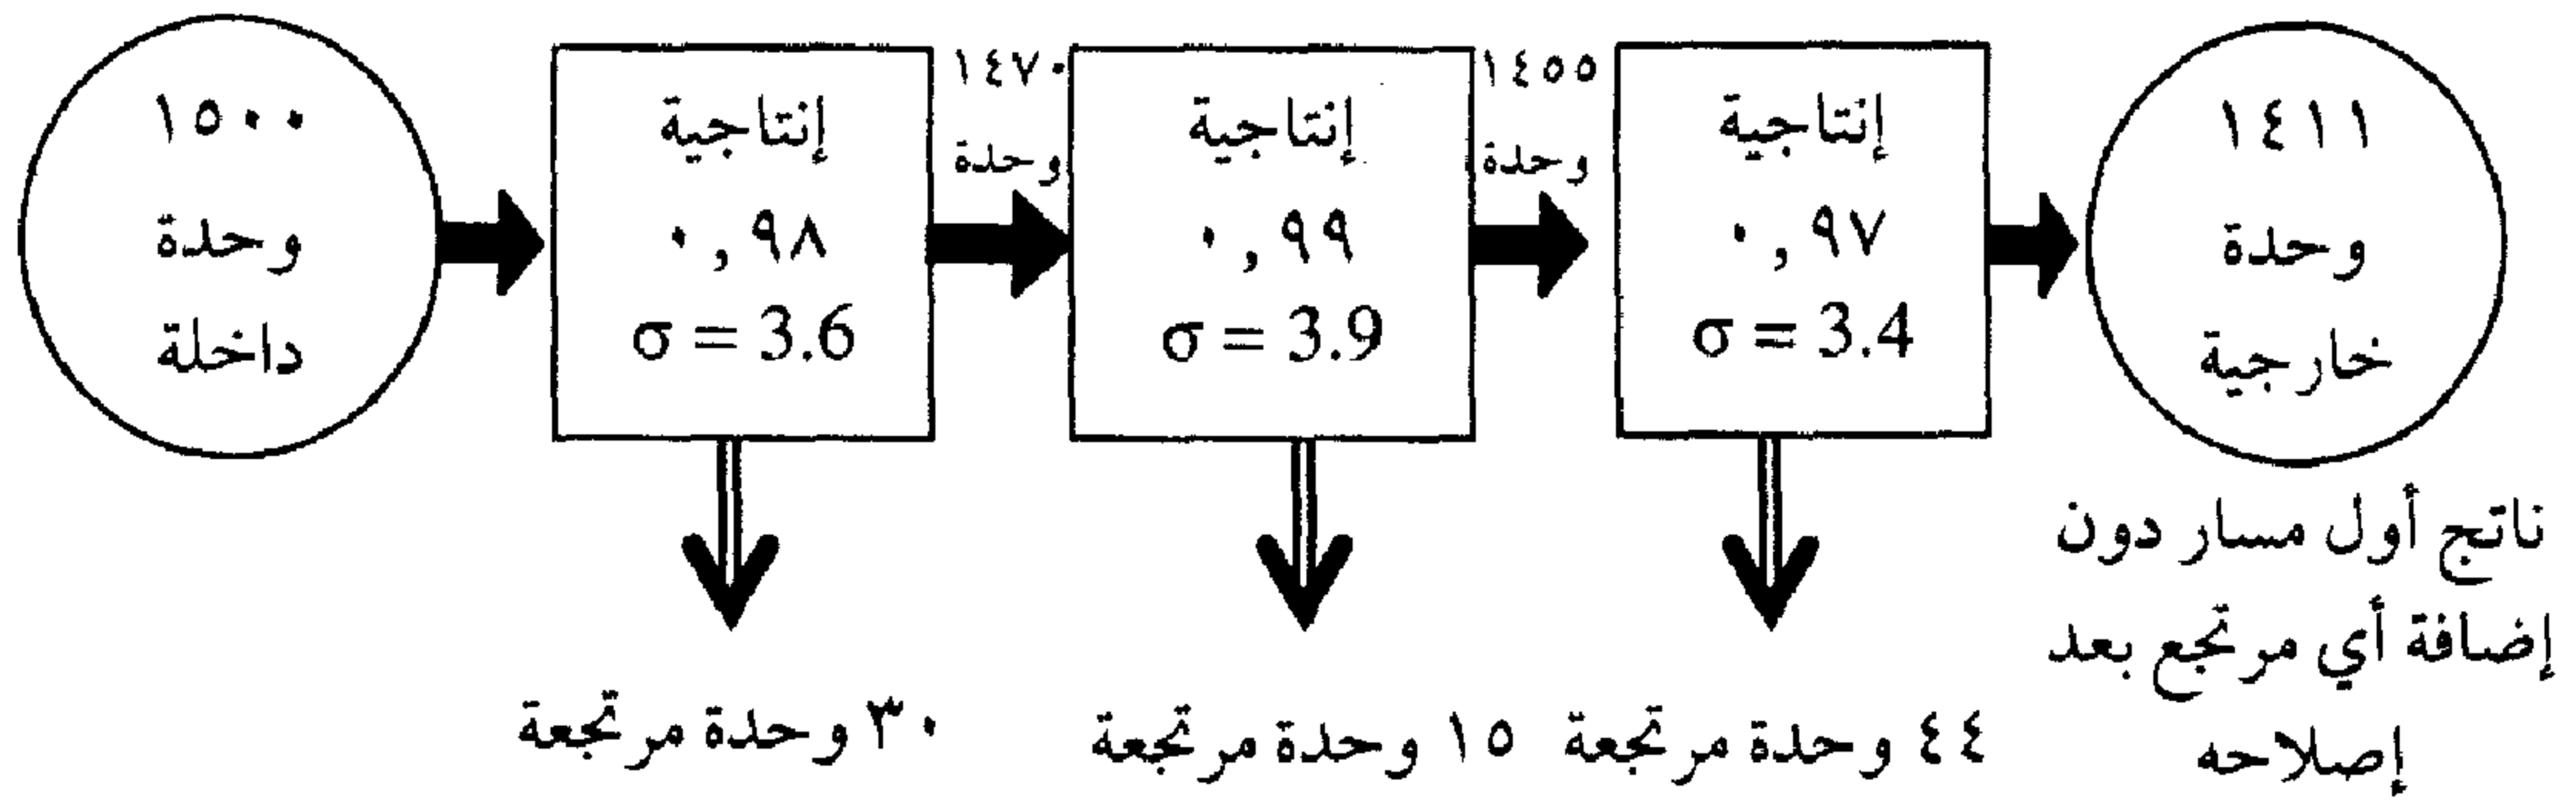 ١٥٠٠
وحدة
داخلة
إنتاجية
٠,٩٨
σ = 3.6
١٤٧٠
وحدة
إنتاجية
٠,٩٩
σ = 3.9
١٤٥٥
وحدة
إنتاجية
٠,٩٧
σ = 3.4
١٤١١
وحدة
خارجية
٣٠ وحدة مرتجعة
١٥ وحدة مرتجعة
٤٤ وحدة مرتجعة
ناتج أول مسار دون
إضافة أي مرتجع بعد
إصلاحه